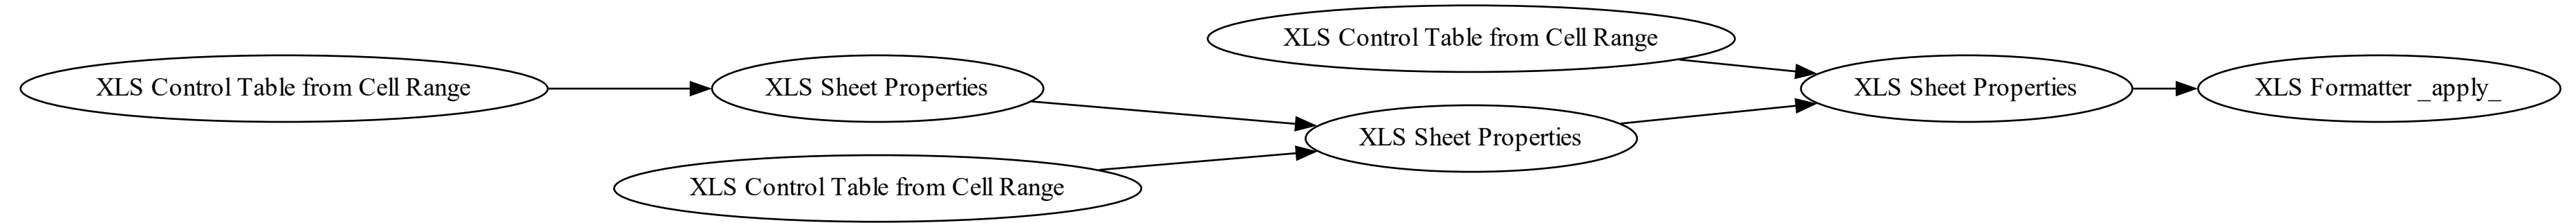 XLS Control Table from Cell Range
XLS Control Table from Cell Range
XLS Sheet Properties
XLS Sheet Properties
XLS Formatter _apply_
XLS Sheet Properties
XLS Control Table from Cell Range